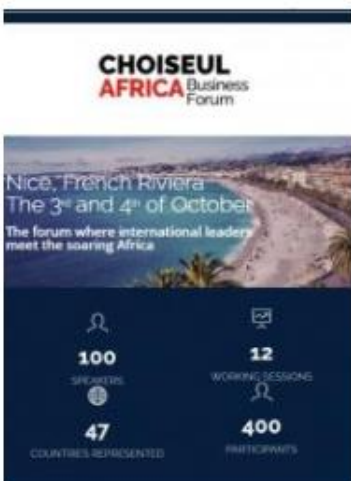 CHOISEUL
AFRICA Business
Forum
Nice, French Riviera
The 3rd and 4th of October
The forum where international leaders
meet the soaring Africa
100
SPEAKERS
12
WORKING SESSIONS
47
COUNTRIES REPRESENTED
400
PARTICIPANTS